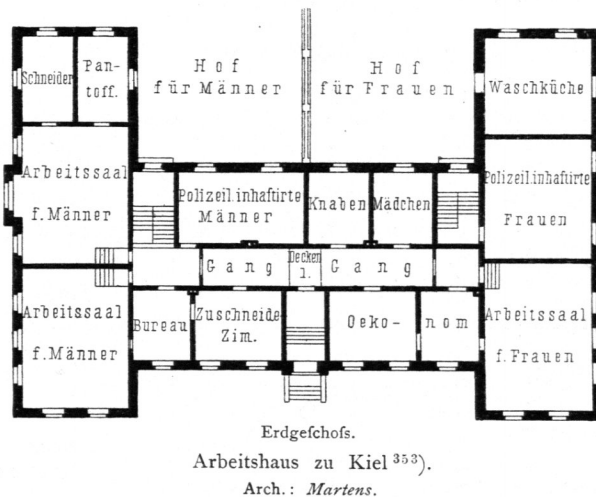 Schneider
Pan-
toff.
Hof
für Männer
Hof
für Frauen
Waschküche
Arbeitssaal
f. Männer
Polizeil.inhaftirte
Männer
Knaben
Mädchen
Polizeil.inhaftirte
Frauen
Gang
Decken
l.
Gang
Arbeitssaal
f. Männer
Bureau
Zuschneide
Zim.
Oeko-
nom
Arbeitssaal
f. Frauen
Erdgeſchoſs.
Arbeitshaus zu Kiel 353).
Arch.: Martens.